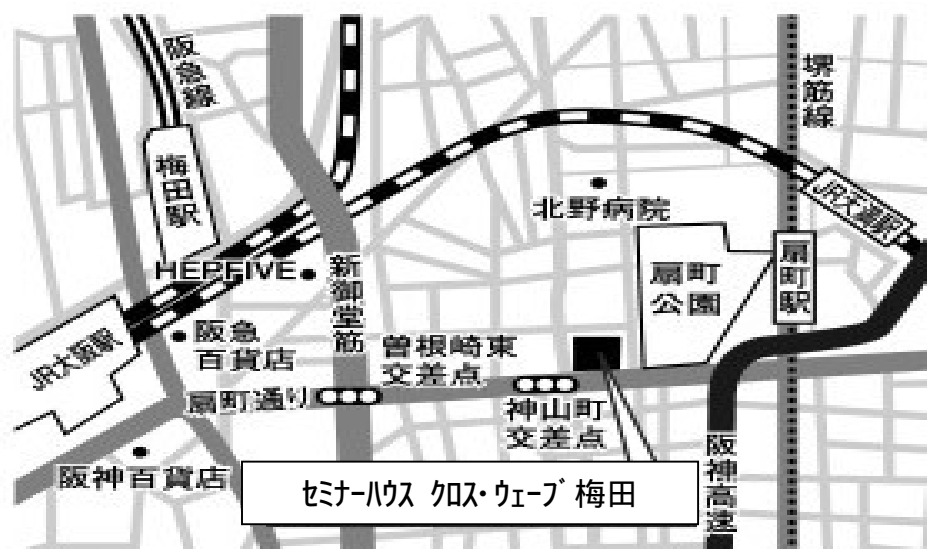 阪急線
堺筋線
梅田駅
北野病院
JR天満駅
HEPFIVE
新御堂筋
扇町
公園
扇町駅
JR大阪駅
阪急
百貨店
曽根崎東
交差点
扇町通り
神山町
交差点
阪神百貨店
阪神高速
セミナーハウス クロス・ウェーブ 梅田